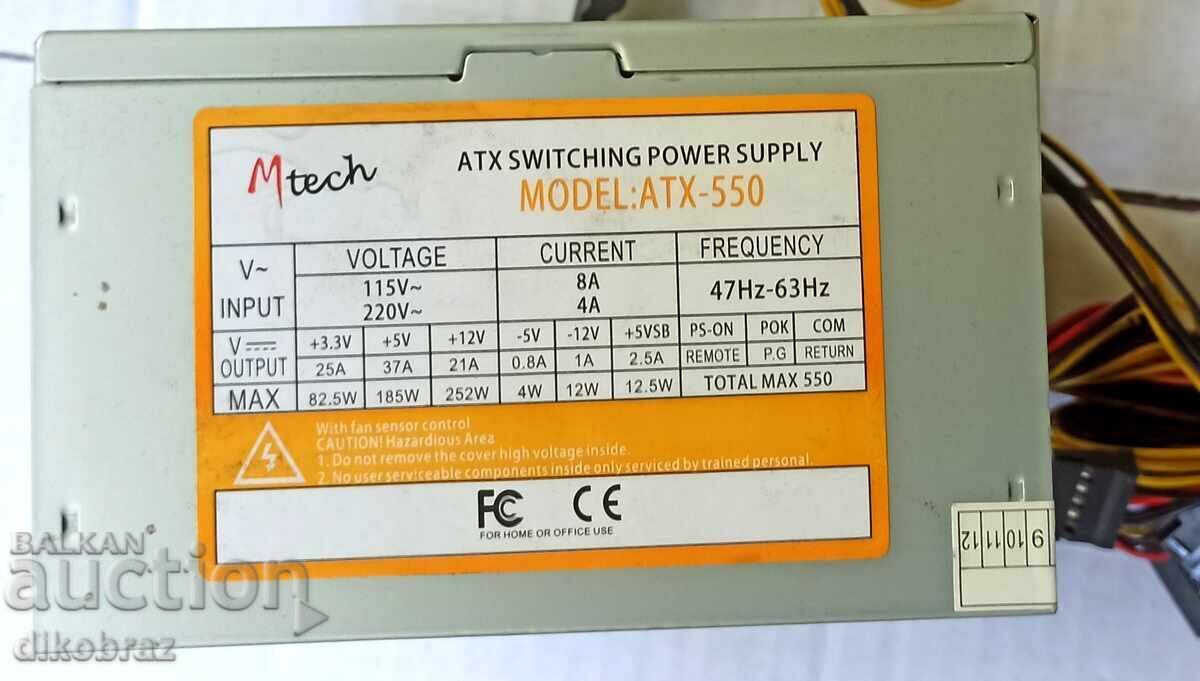 Mtech
ATX SWITCHING POWER SUPPLY
MODEL:ATX-550
V~ INPUT VOLTAGE CURRENT FREQUENCY
115V~ 8A 47Hz-63Hz
220V~ 4A
V OUTPUT +3.3V +5V +12V -5V -12V +5VSB PS-ON POK COM
25A 37A 21A 0.8A 1A 2.5A REMOTE P.G RETURN
MAX 82.5W 185W 252W 4W 12W 12.5W TOTAL MAX 550
With fan sensor control
CAUTION! Hazardious Area
1. Do not remove the cover high voltage inside.
2. No user serviceable components inside only serviced by trained personal.
FC CE
FOR HOME OR OFFICE USE
9 10 11 12
BALKAN
auction
dikobraz